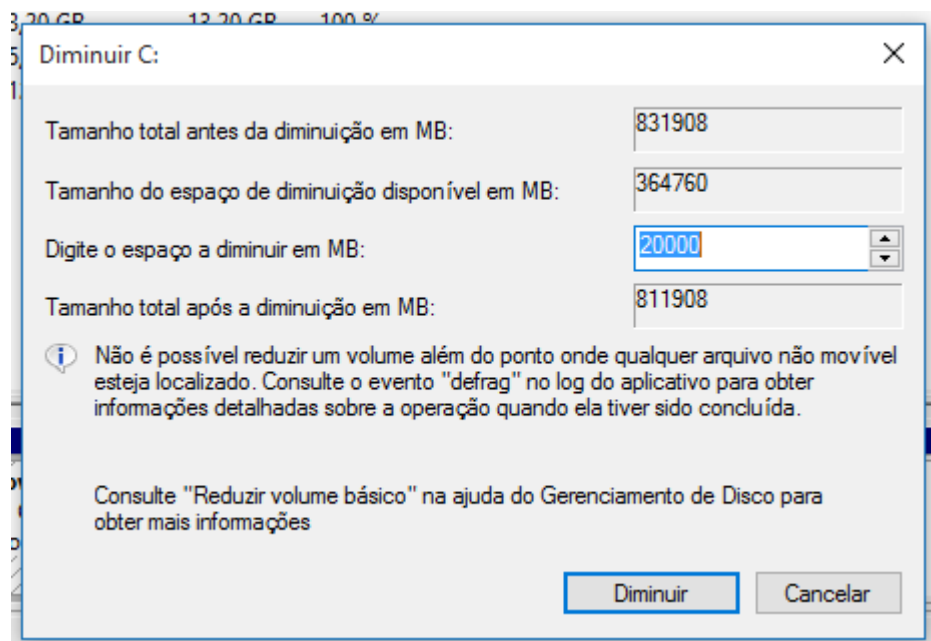 13,20 GB 100 %
Diminuir C:
Tamanho total antes da diminuição em MB: 831908
Tamanho do espaço de diminuição disponível em MB: 364760
Digite o espaço a diminuir em MB: 20000
Tamanho total após a diminuição em MB: 811908
Não é possível reduzir um volume além do ponto onde qualquer arquivo não movível
esteja localizado. Consulte o evento "defrag" no log do aplicativo para obter
informações detalhadas sobre a operação quando ela tiver sido concluída.
Consulte "Reduzir volume básico" na ajuda do Gerenciamento de Disco para
obter mais informações
Diminuir Cancelar